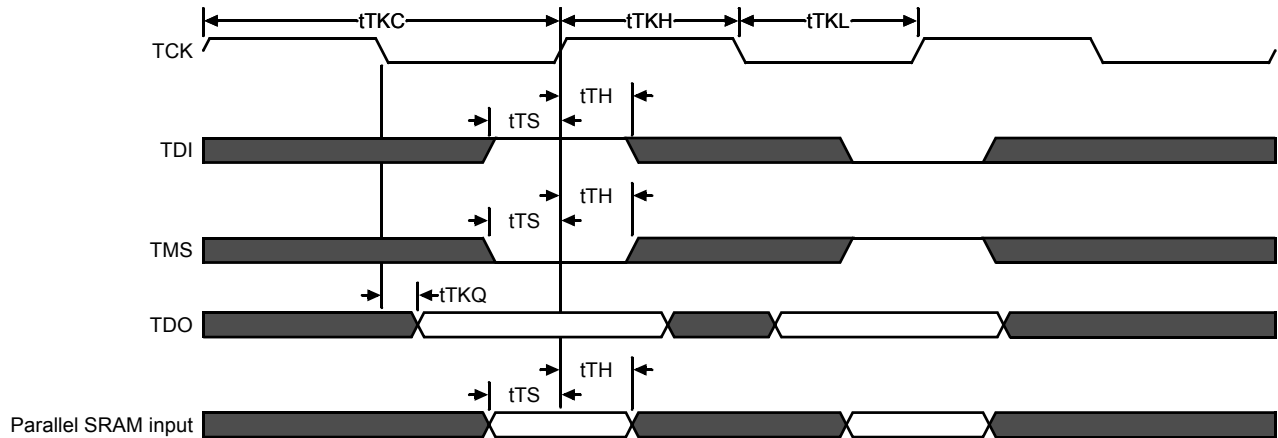 tTKC tTKH tTKL
TCK
tTH
tTS
TDI
tTH
tTS
TMS
tTKQ
TDO
tTH
tTS
Parallel SRAM input